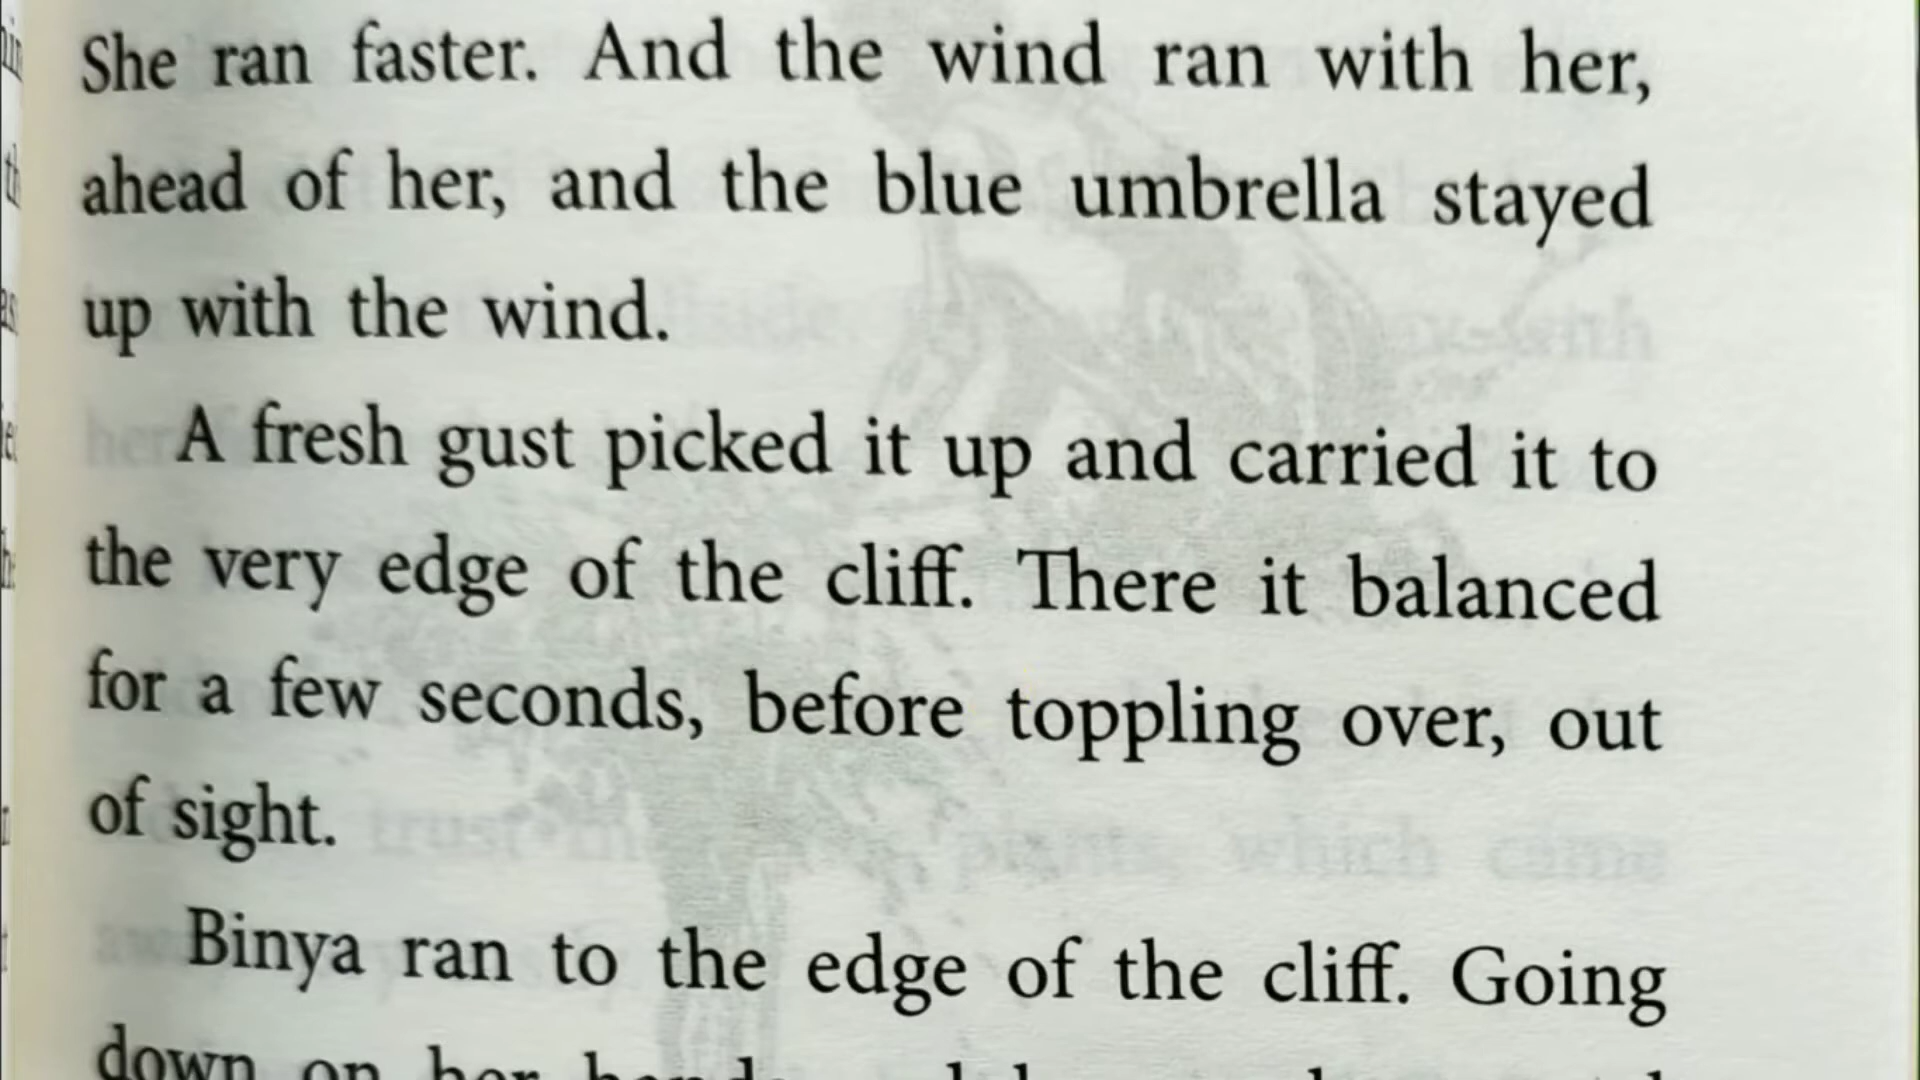 She ran faster. And the wind ran with her,
ahead of her, and the blue umbrella stayed
up with the wind.
A fresh gust picked it up and carried it to
the very edge of the cliff. There it balanced
for a few seconds, before toppling over, out
of sight.
Binya ran to the edge of the cliff. Going
down on her